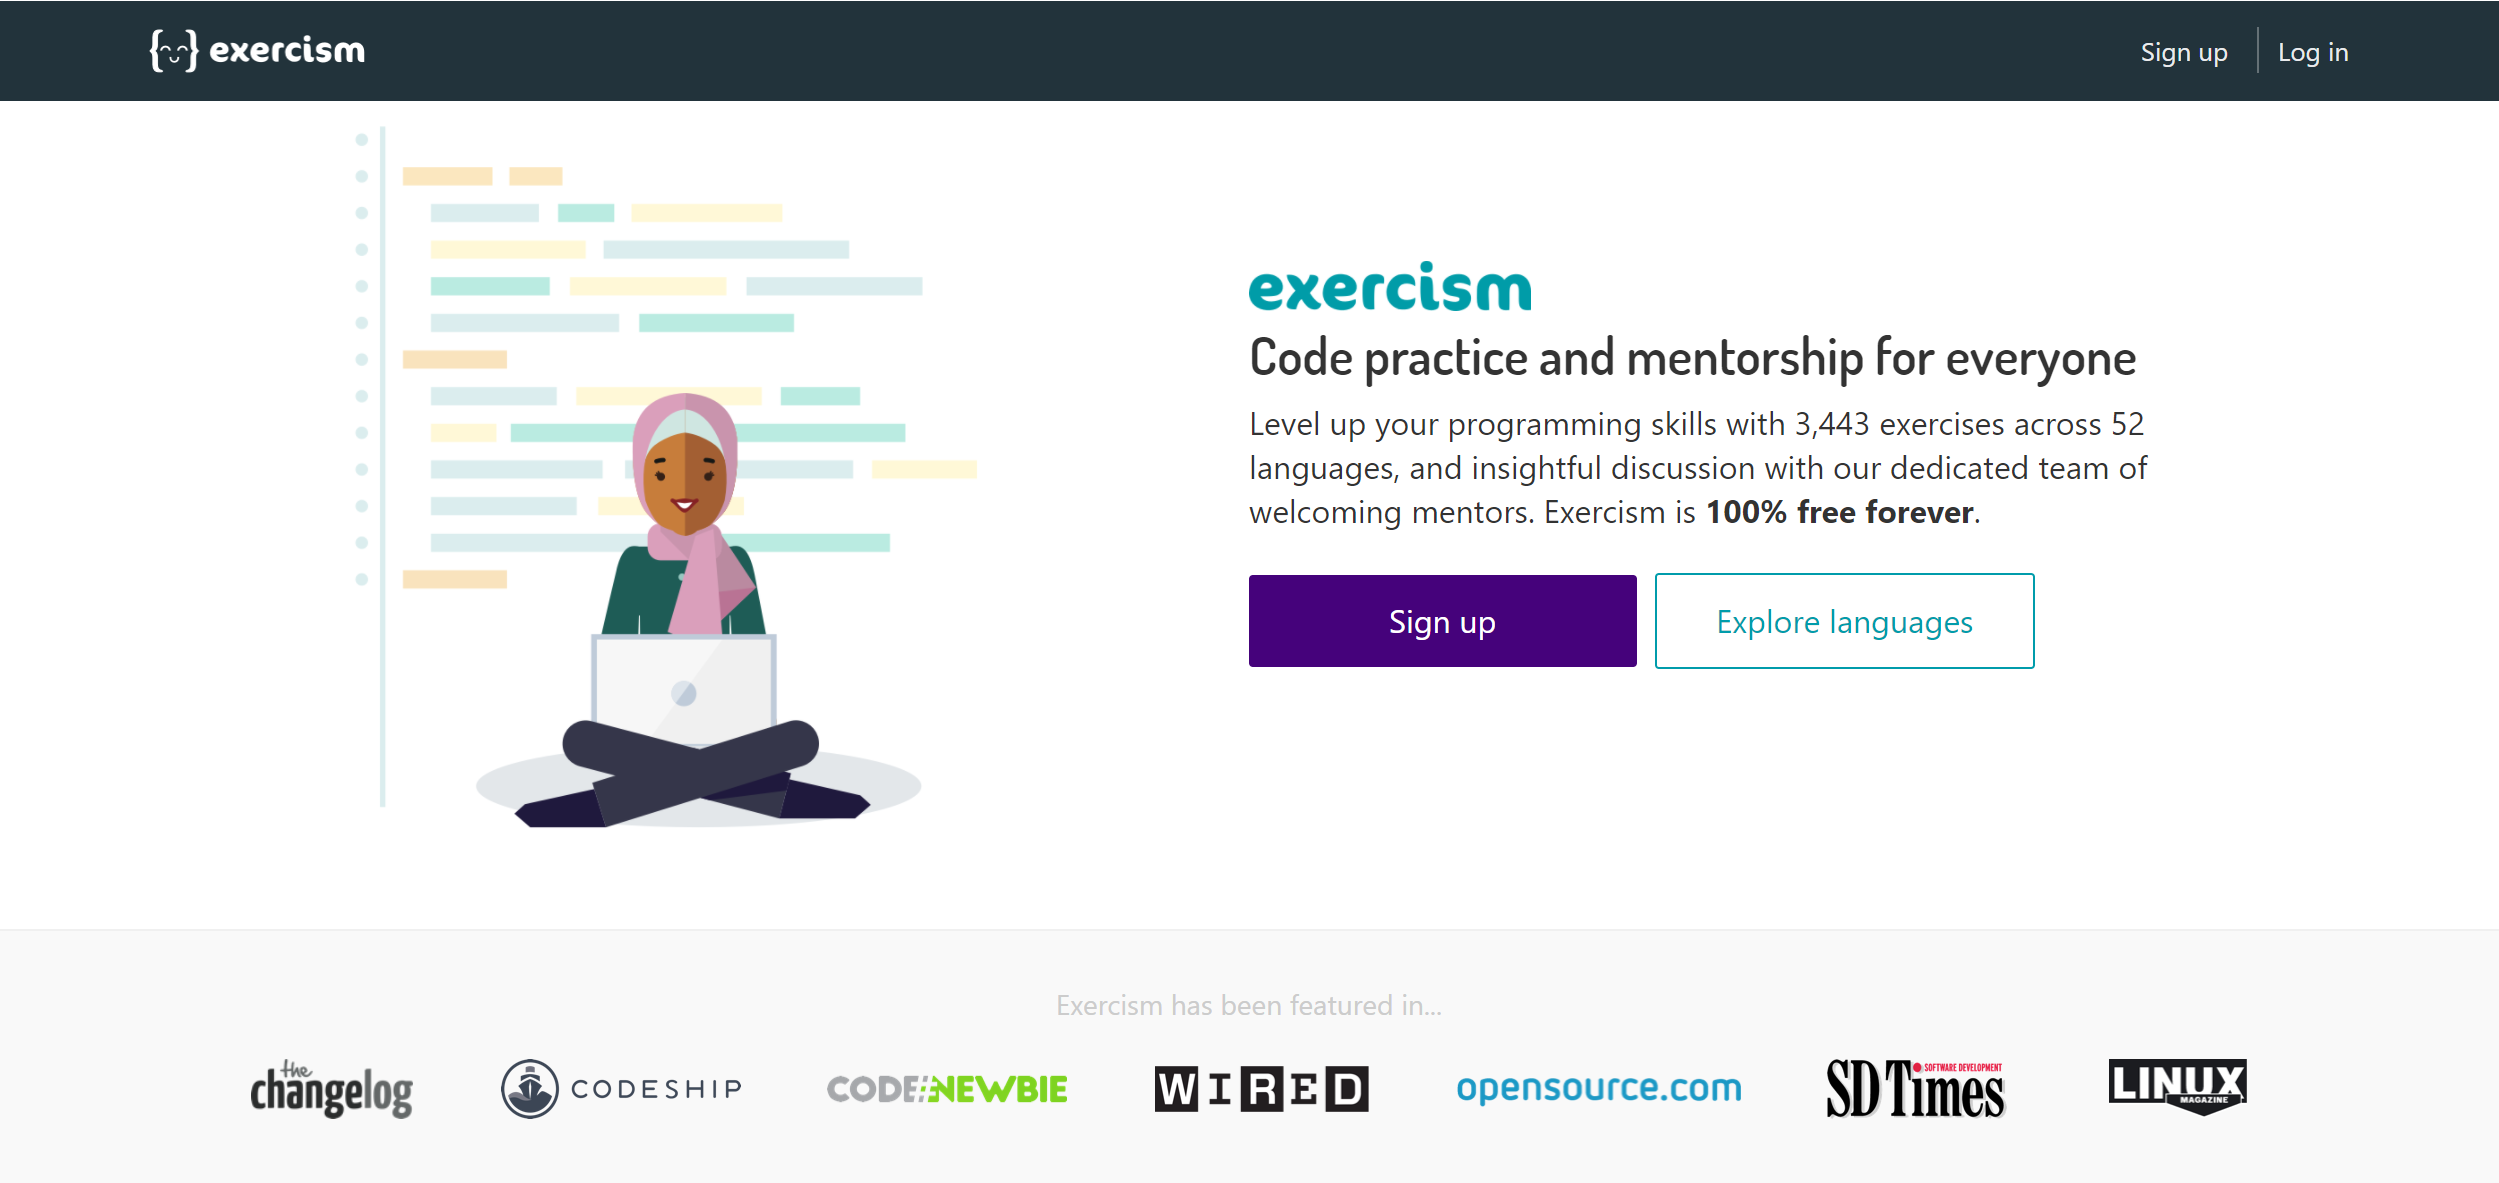 exercism
Sign up
Log in
exercism
Code practice and mentorship for everyone
Level up your programming skills with 3,443 exercises across 52
languages, and insightful discussion with our dedicated team of
welcoming mentors. Exercism is 100% free forever.
Sign up
Explore languages
Exercism has been featured in...
the
changelog
CODESHIP
CODE#NEWBIE
WIRED
opensource.com
SD Times
SOFTWARE DEVELOPMENT
LINUX
MAGAZINE